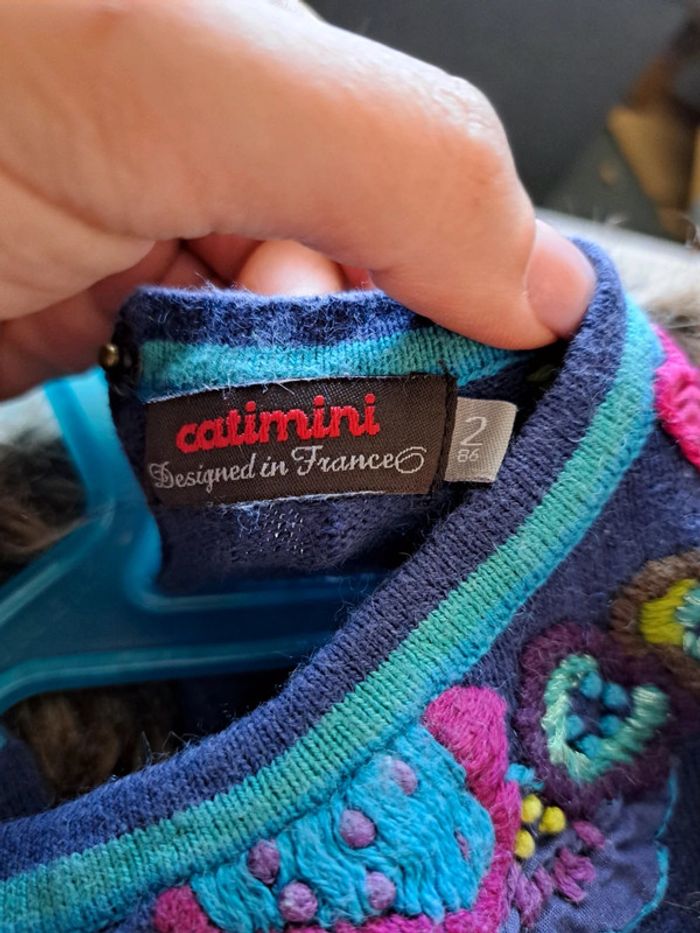 catimini
Designed in France
2
86